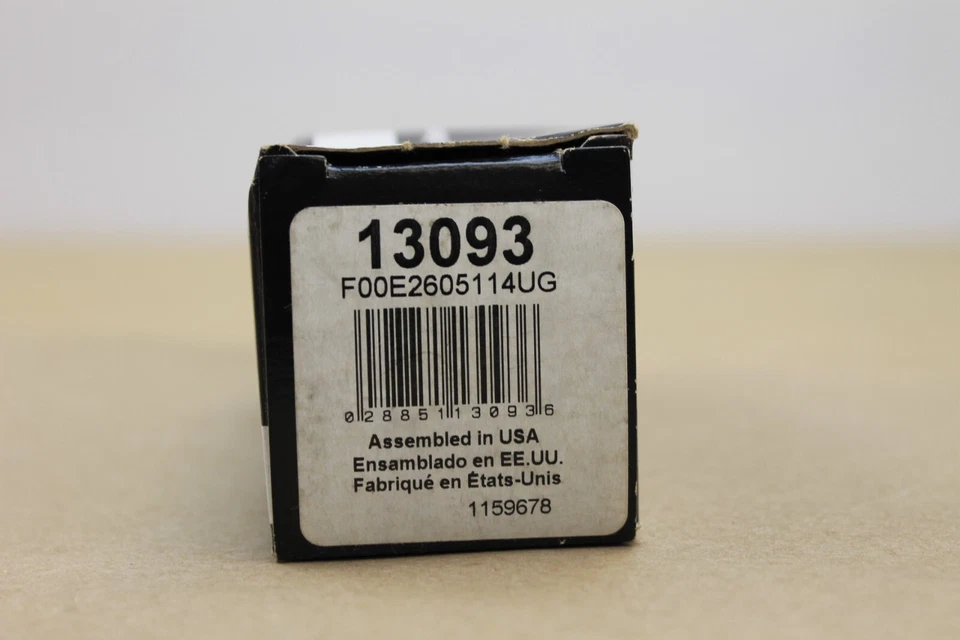 13093
F00E2605114UG
0 28851 13093 6
Assembled in USA
Ensamblado en EE.UU.
Fabriqué en États-Unis
1159678